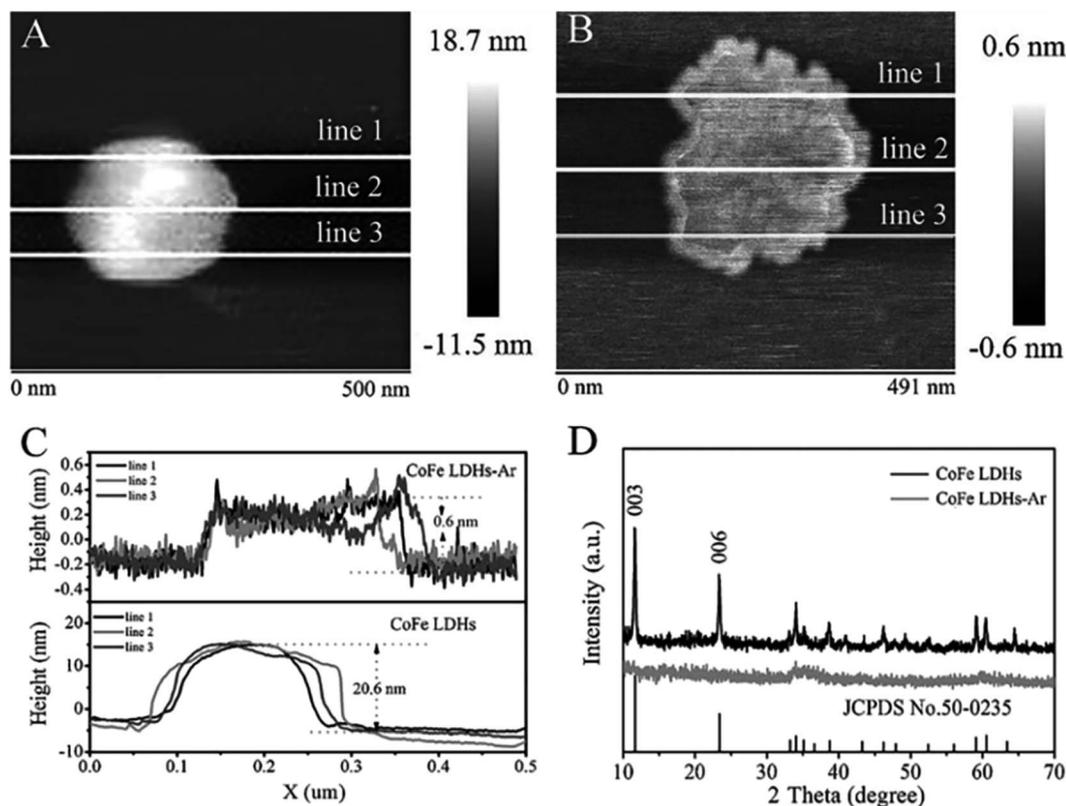 A
18.7 nm
line 1
line 2
line 3
-11.5 nm
0 nm
500 nm
B
0.6 nm
line 1
line 2
line 3
-0.6 nm
0 nm
491 nm
C
Height (nm)
0.6
0.4
0.2
0.0
-0.2
-0.4
line 1
line 2
line 3
CoFe LDHs-Ar
0.6 nm
Height (nm)
20
10
0
-10
line 1
line 2
line 3
CoFe LDHs
20.6 nm
0.0 0.1 0.2 0.3 0.4 0.5
X (um)
D
Intensity (a.u.)
003
006
CoFe LDHs
CoFe LDHs-Ar
JCPDS No.50-0235
10 20 30 40 50 60 70
2 Theta (degree)